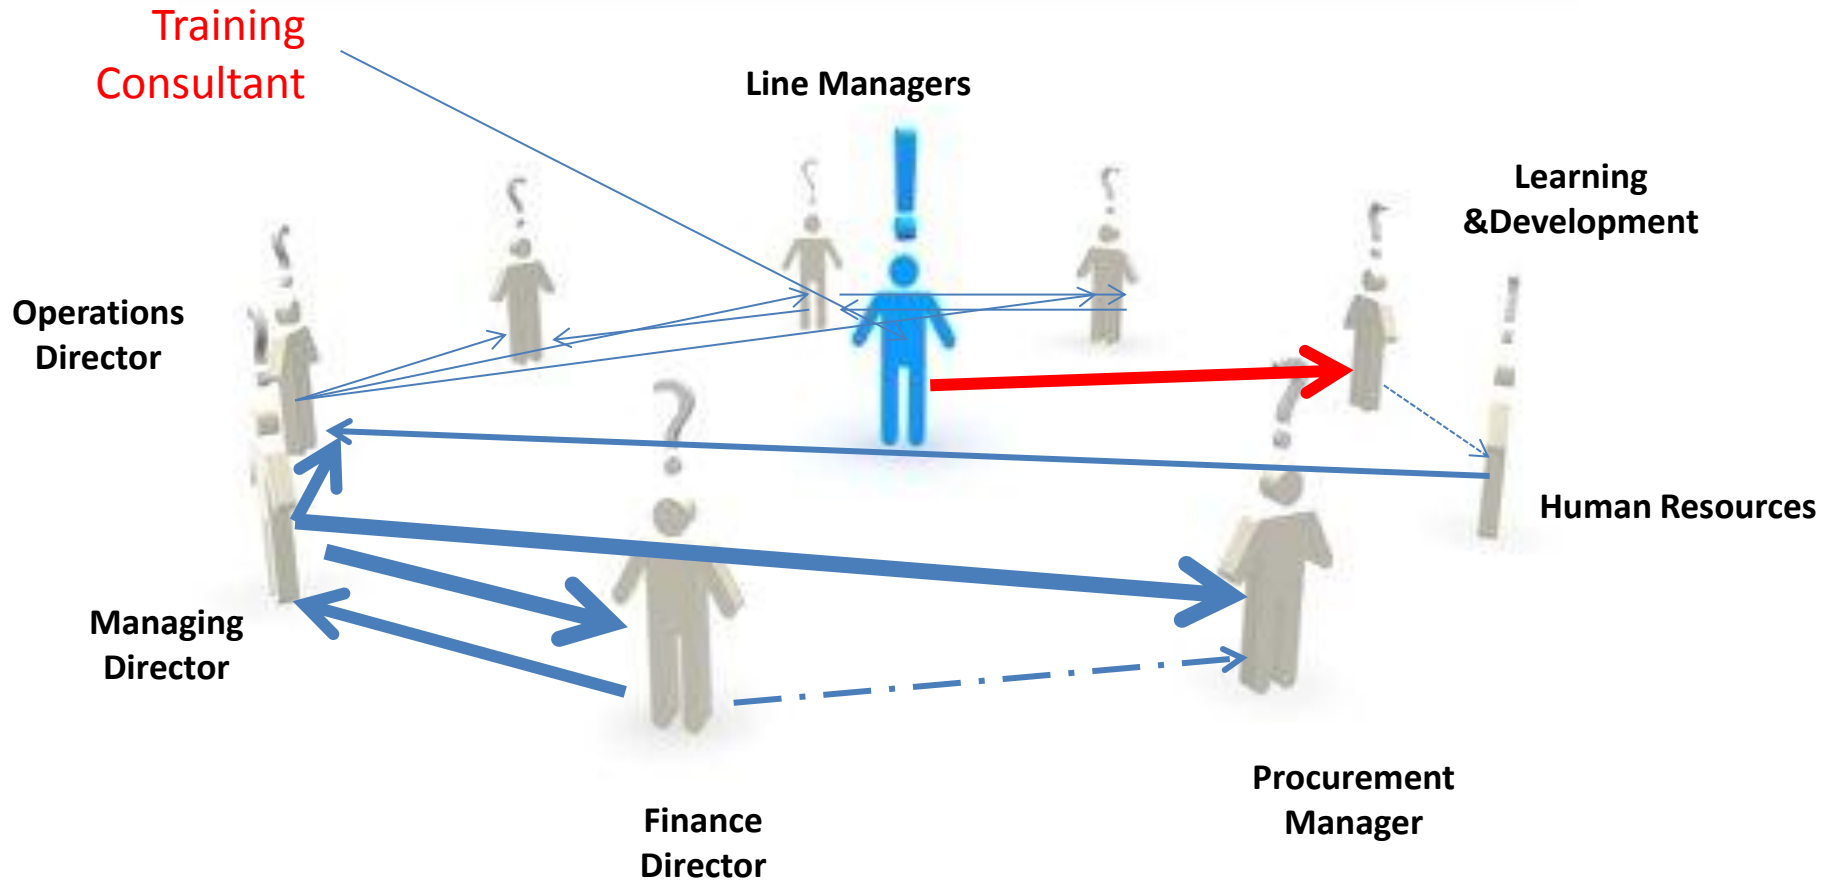 Training
Consultant
Line Managers
Learning
&Development
Operations
Director
Human Resources
Managing
Director
Procurement
Manager
Finance
Director